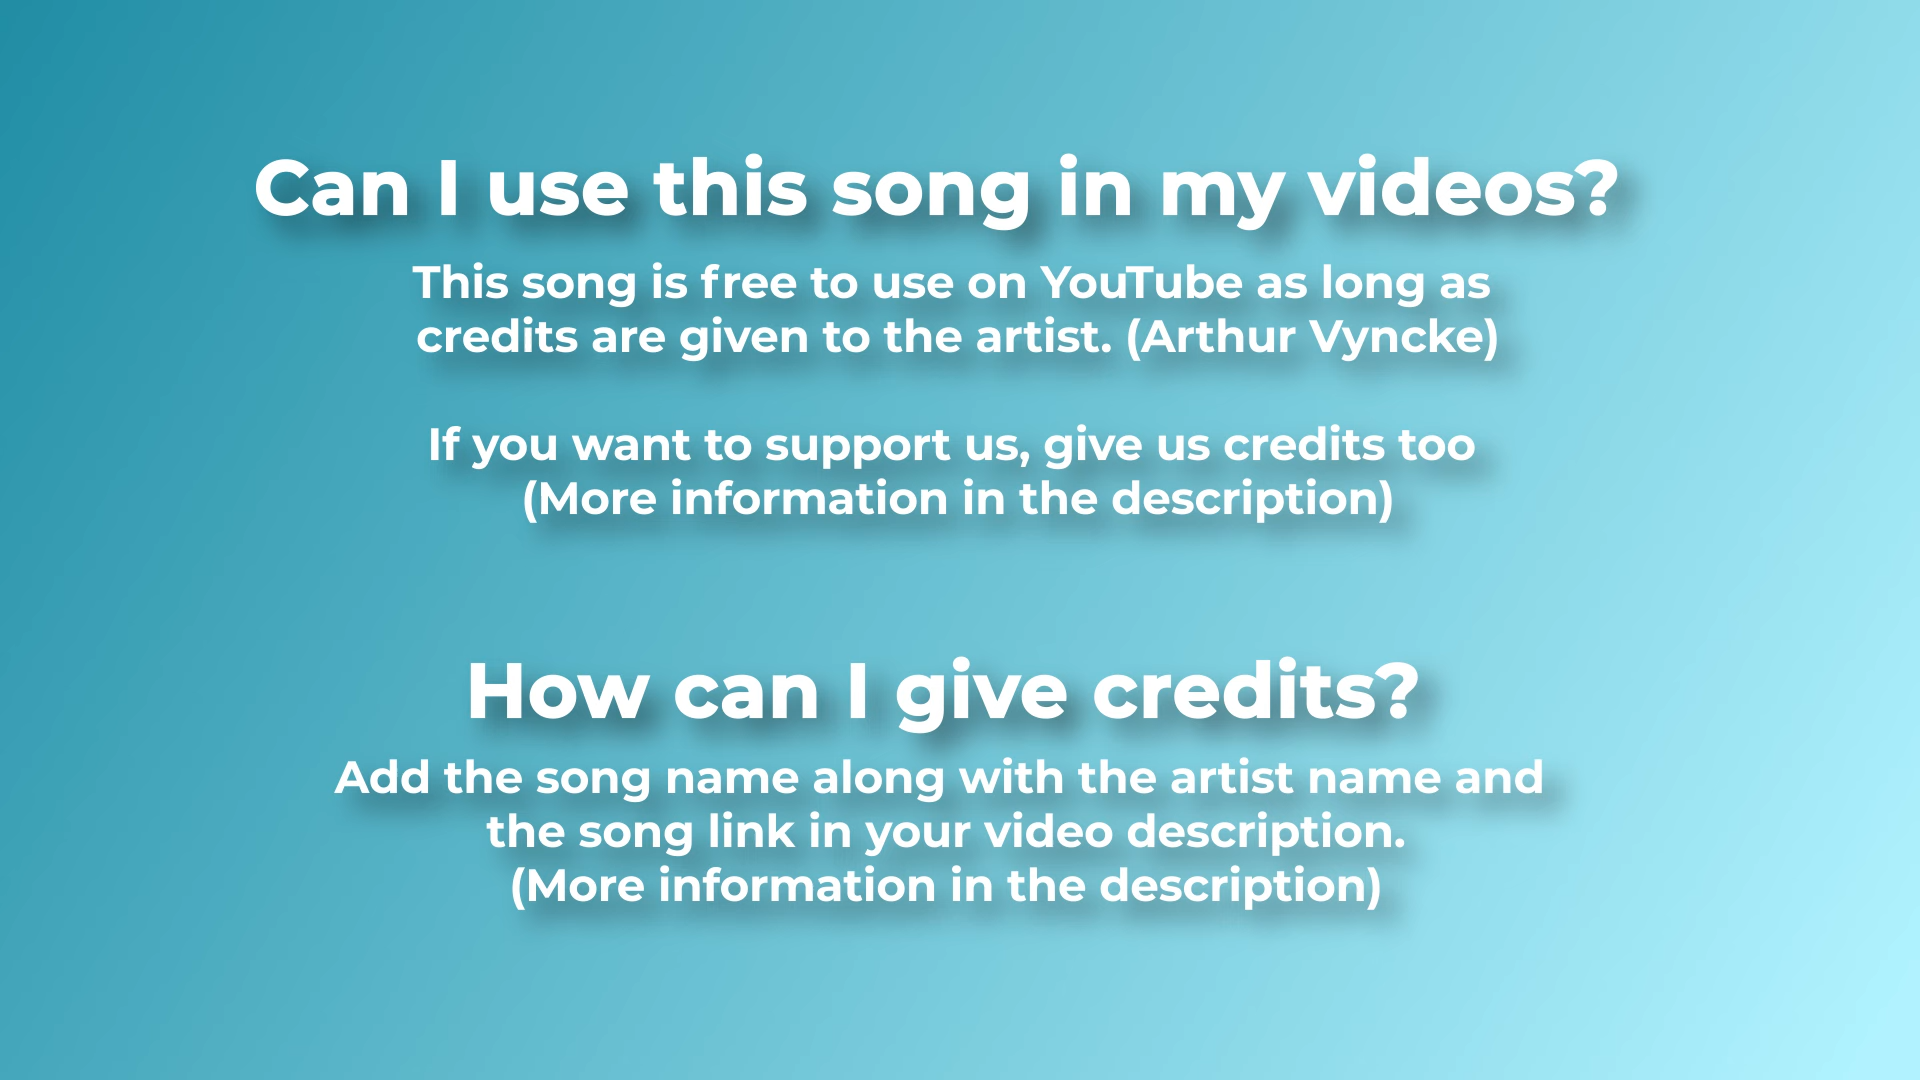 Can I use this song in my videos?
This song is free to use on YouTube as long as
credits are given to the artist. (Arthur Vyncke)
If you want to support us, give us credits too
(More information in the description)
How can I give credits?
Add the song name along with the artist name and
the song link in your video description.
(More information in the description)